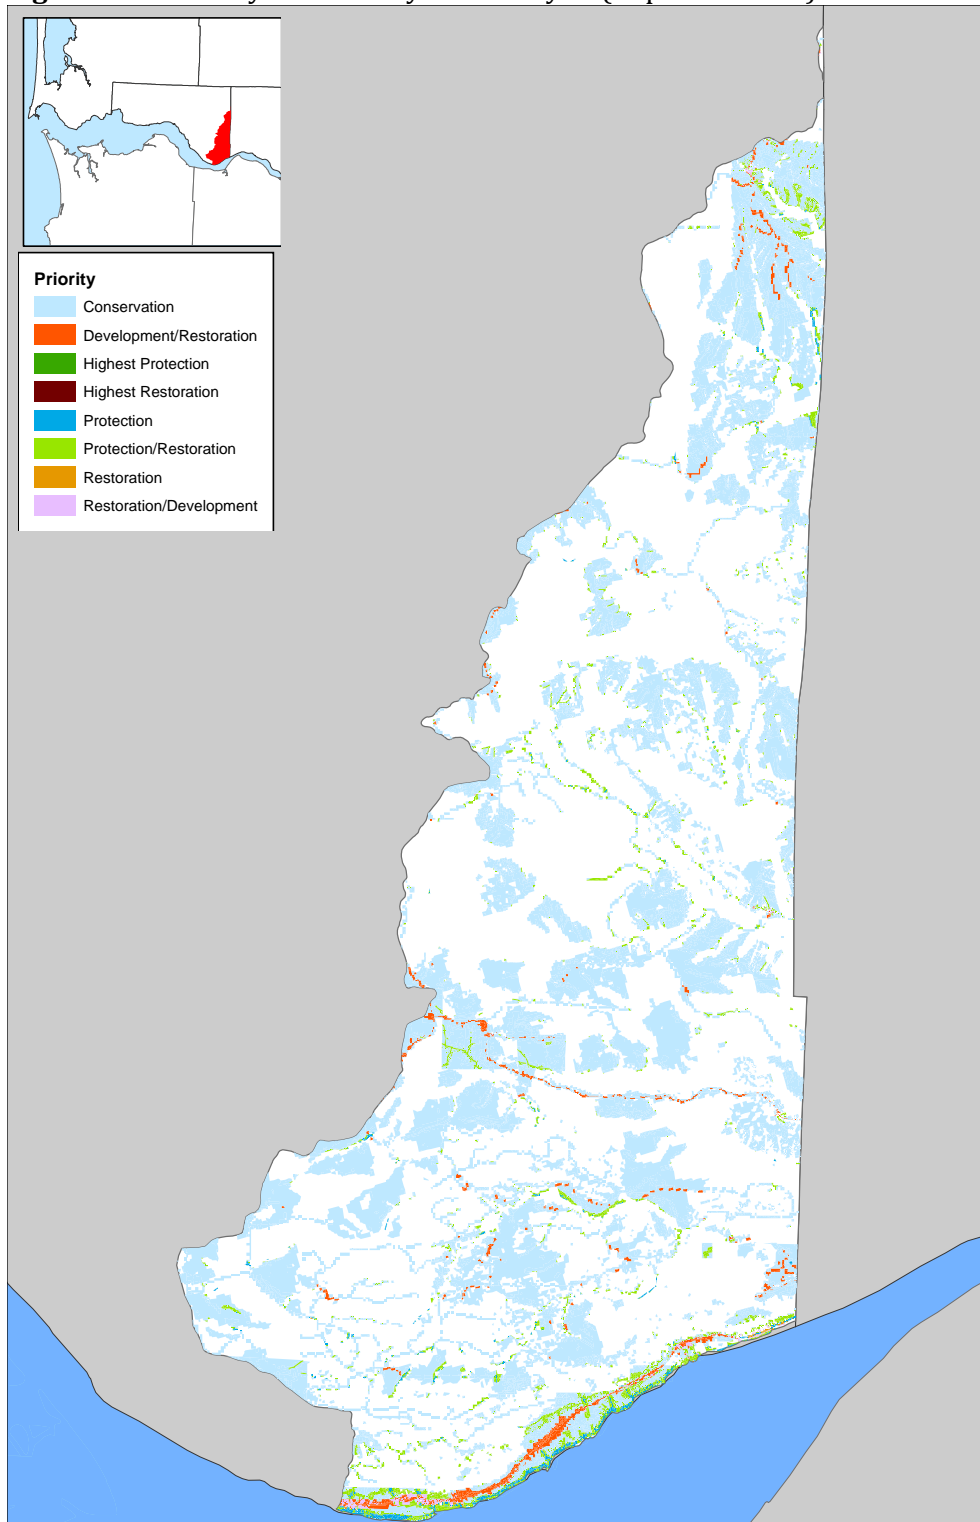 Priority
Conservation
Development/Restoration
Highest Protection
Highest Restoration
Protection
Protection/Restoration
Restoration
Restoration/Development